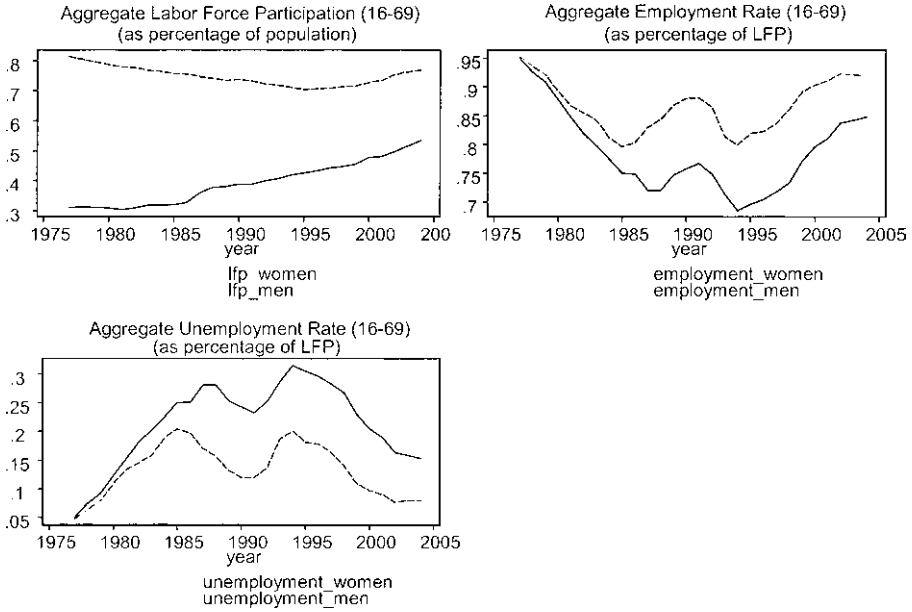 Aggregate Labor Force Participation (16-69)
(as percentage of population)
.8
.7
.6
.5
.4
.3
1975 1980 1985 1990 1995 2000 200
year
lfp_women
lfp_men
Aggregate Employment Rate (16-69)
(as percentage of LFP)
.95
.9
.85
.8
.75
.7
1975 1980 1985 1990 1995 2000 2005
year
employment_women
employment_men
Aggregate Unemployment Rate (16-69)
(as percentage of LFP)
.3
.25
.2
.15
.1
.05
1975 1980 1985 1990 1995 2000 2005
year
unemployment_women
unemployment_men